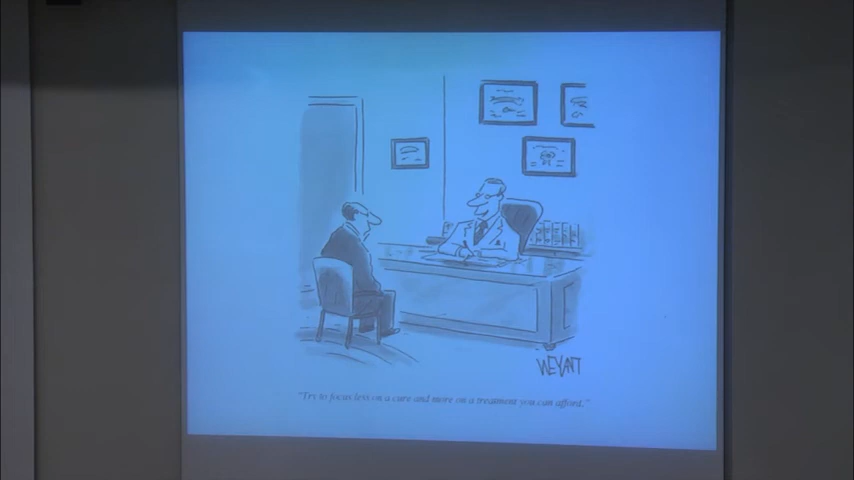 WEYANT
"Try to focus less on a cure and more on a treatment you can afford."